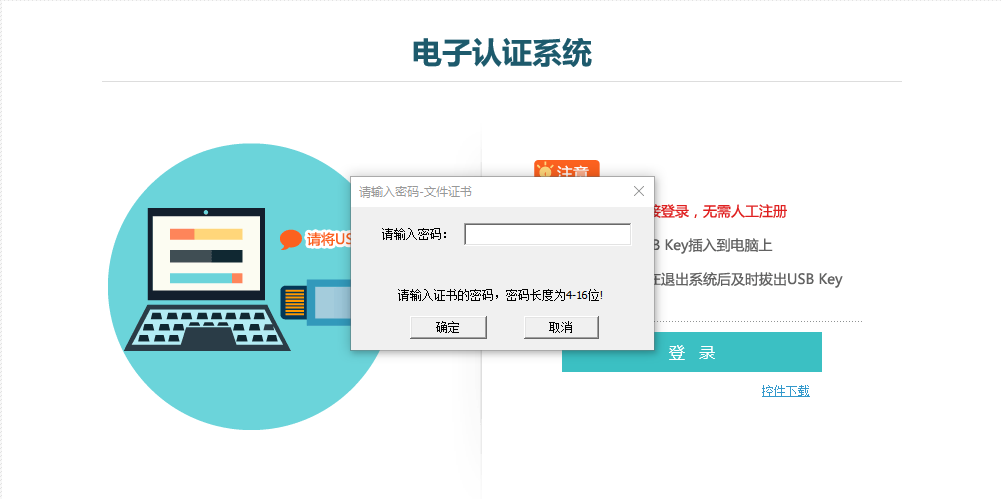 电子认证系统
注意
请输入密码-文件证书
登录，无需人工注册
请输入密码：
请将US
Key插入到电脑上
在退出系统后及时拔出USB Key
请输入证书的密码，密码长度为4-16位!
确定
取消
登 录
控件下载